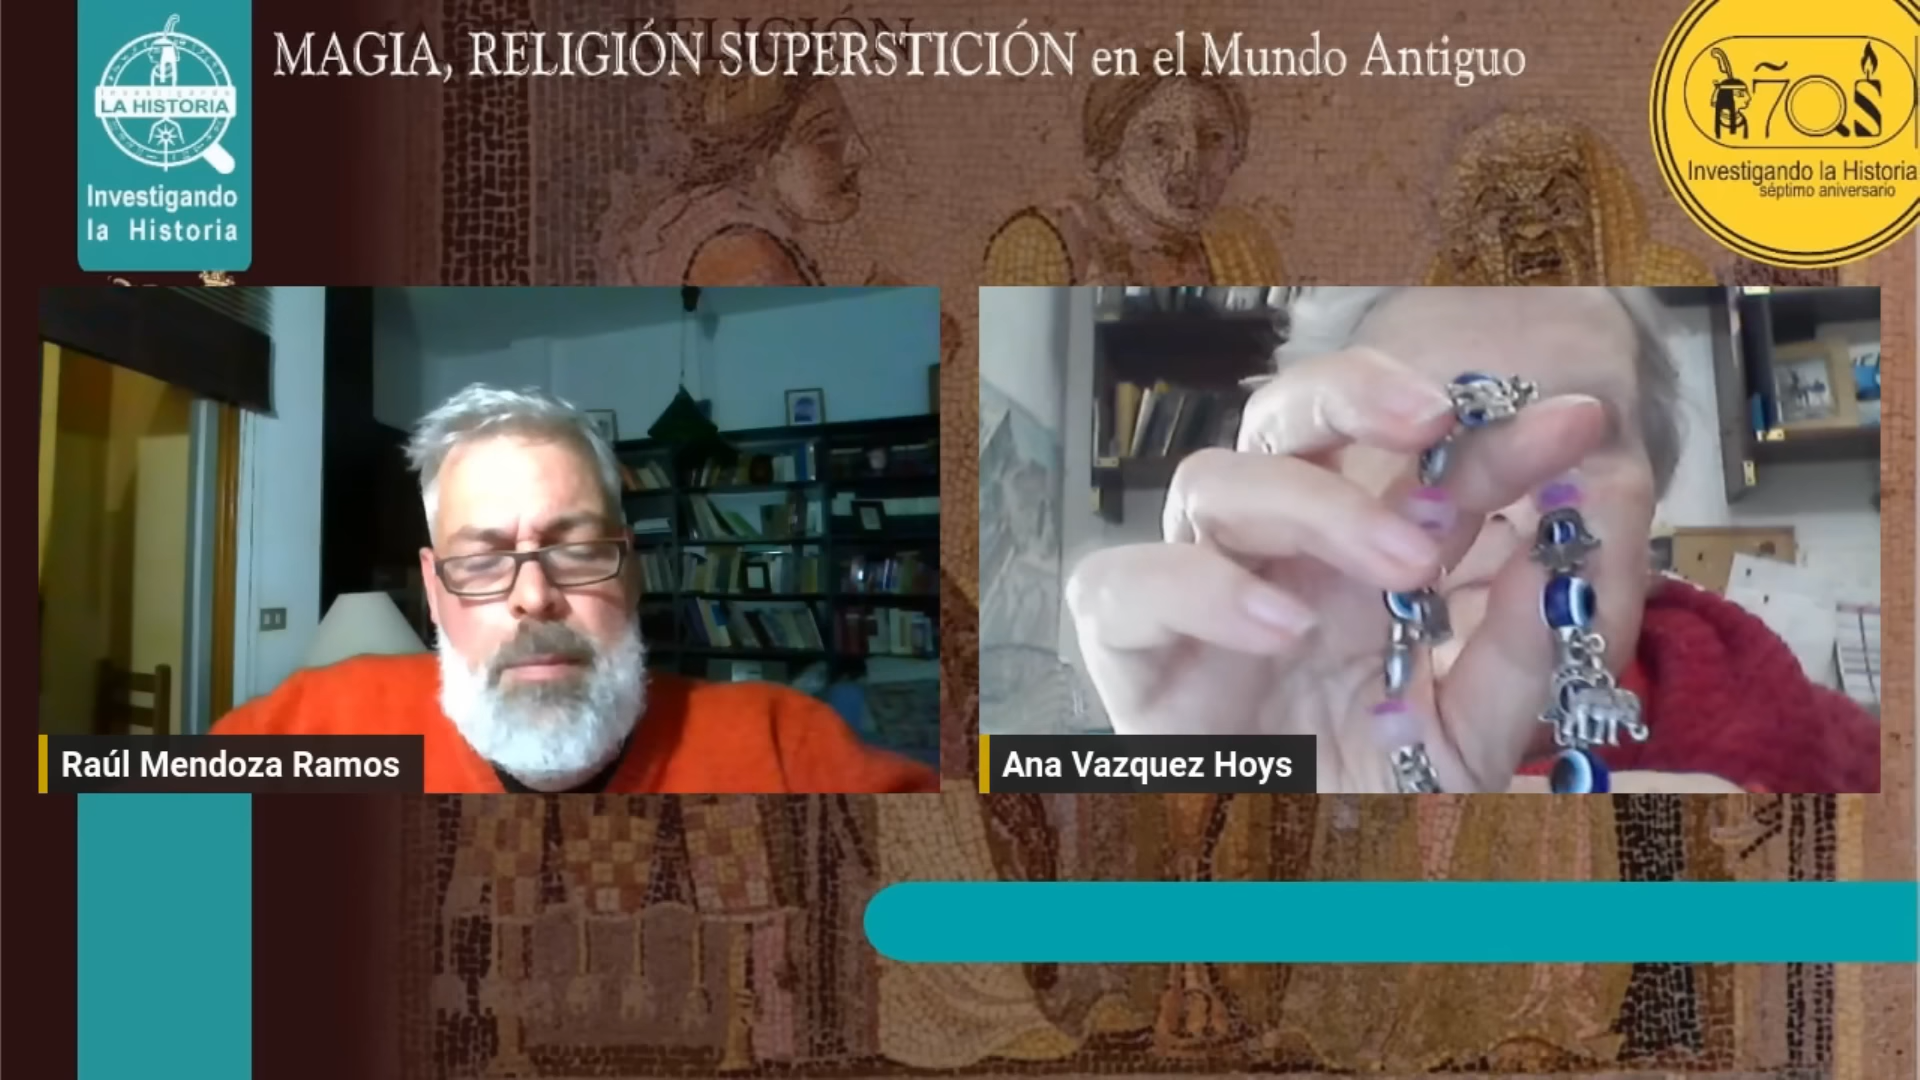 MAGIA, RELIGIÓN SUPERSTICIÓN en el Mundo Antiguo
LA HISTORIA
Investigando
la Historia
7
Investigando la Historia
séptimo aniversario
Raúl Mendoza Ramos
Ana Vazquez Hoys